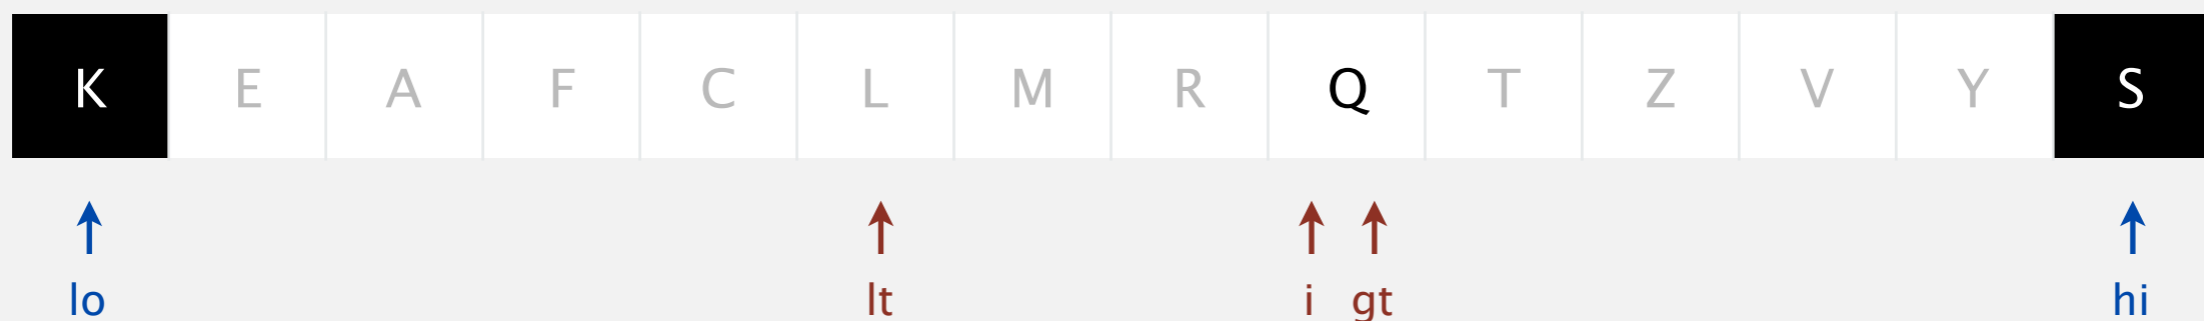 K E A F C L M R Q T Z V Y S
lo lt i gt hi